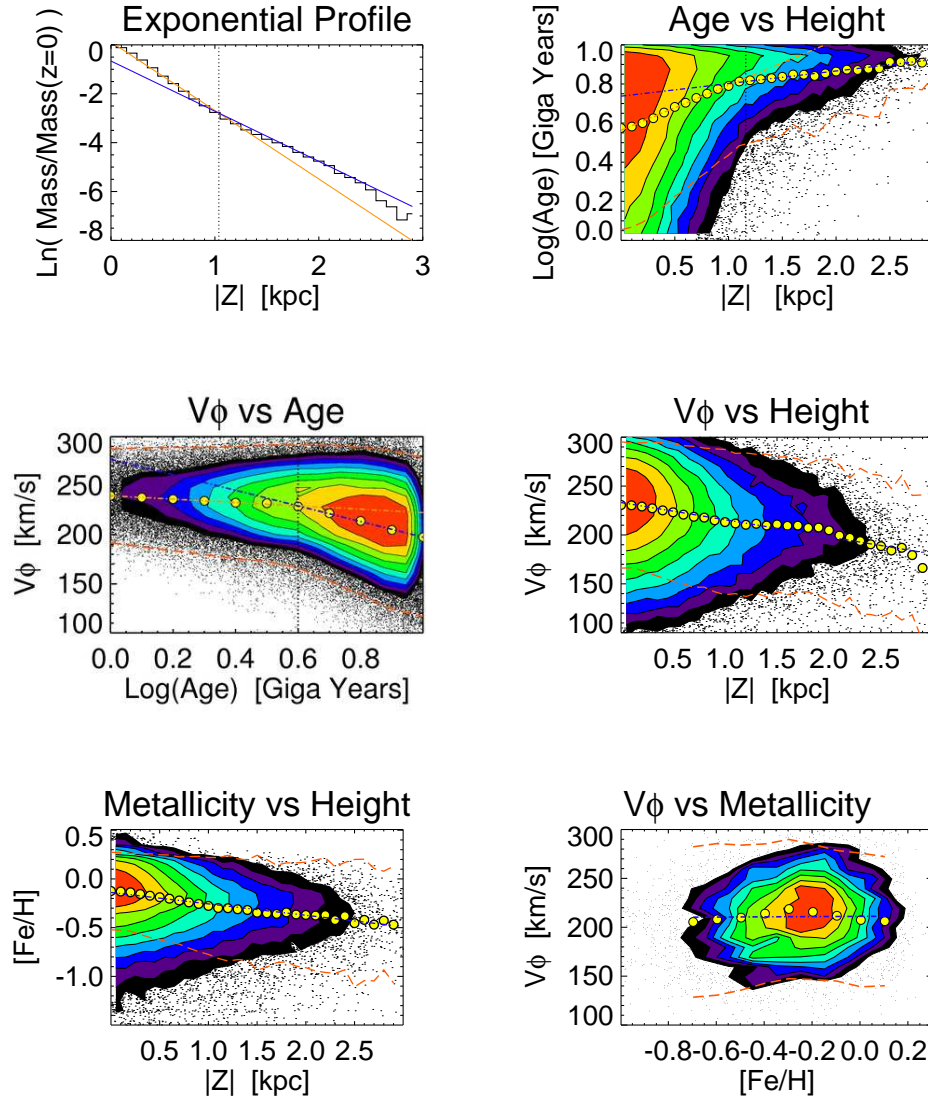 Exponential Profile
Ln( Mass/Mass(z=0) )
0
-2
-4
-6
-8
0 1 2 3
|Z| [kpc]
Age vs Height
Log(Age) [Giga Years]
1.0
0.8
0.6
0.4
0.2
0.0
0.5 1.0 1.5 2.0 2.5
|Z| [kpc]
Vϕ vs Age
Vϕ [km/s]
300
250
200
150
100
0.0 0.2 0.4 0.6 0.8
Log(Age) [Giga Years]
Vϕ vs Height
Vϕ [km/s]
300
250
200
150
100
0.5 1.0 1.5 2.0 2.5
|Z| [kpc]
Metallicity vs Height
[Fe/H]
0.5
0.0
-0.5
-1.0
0.5 1.0 1.5 2.0 2.5
|Z| [kpc]
Vϕ vs Metallicity
Vϕ [km/s]
300
250
200
150
100
-0.8 -0.6 -0.4 -0.2 0.0 0.2
[Fe/H]